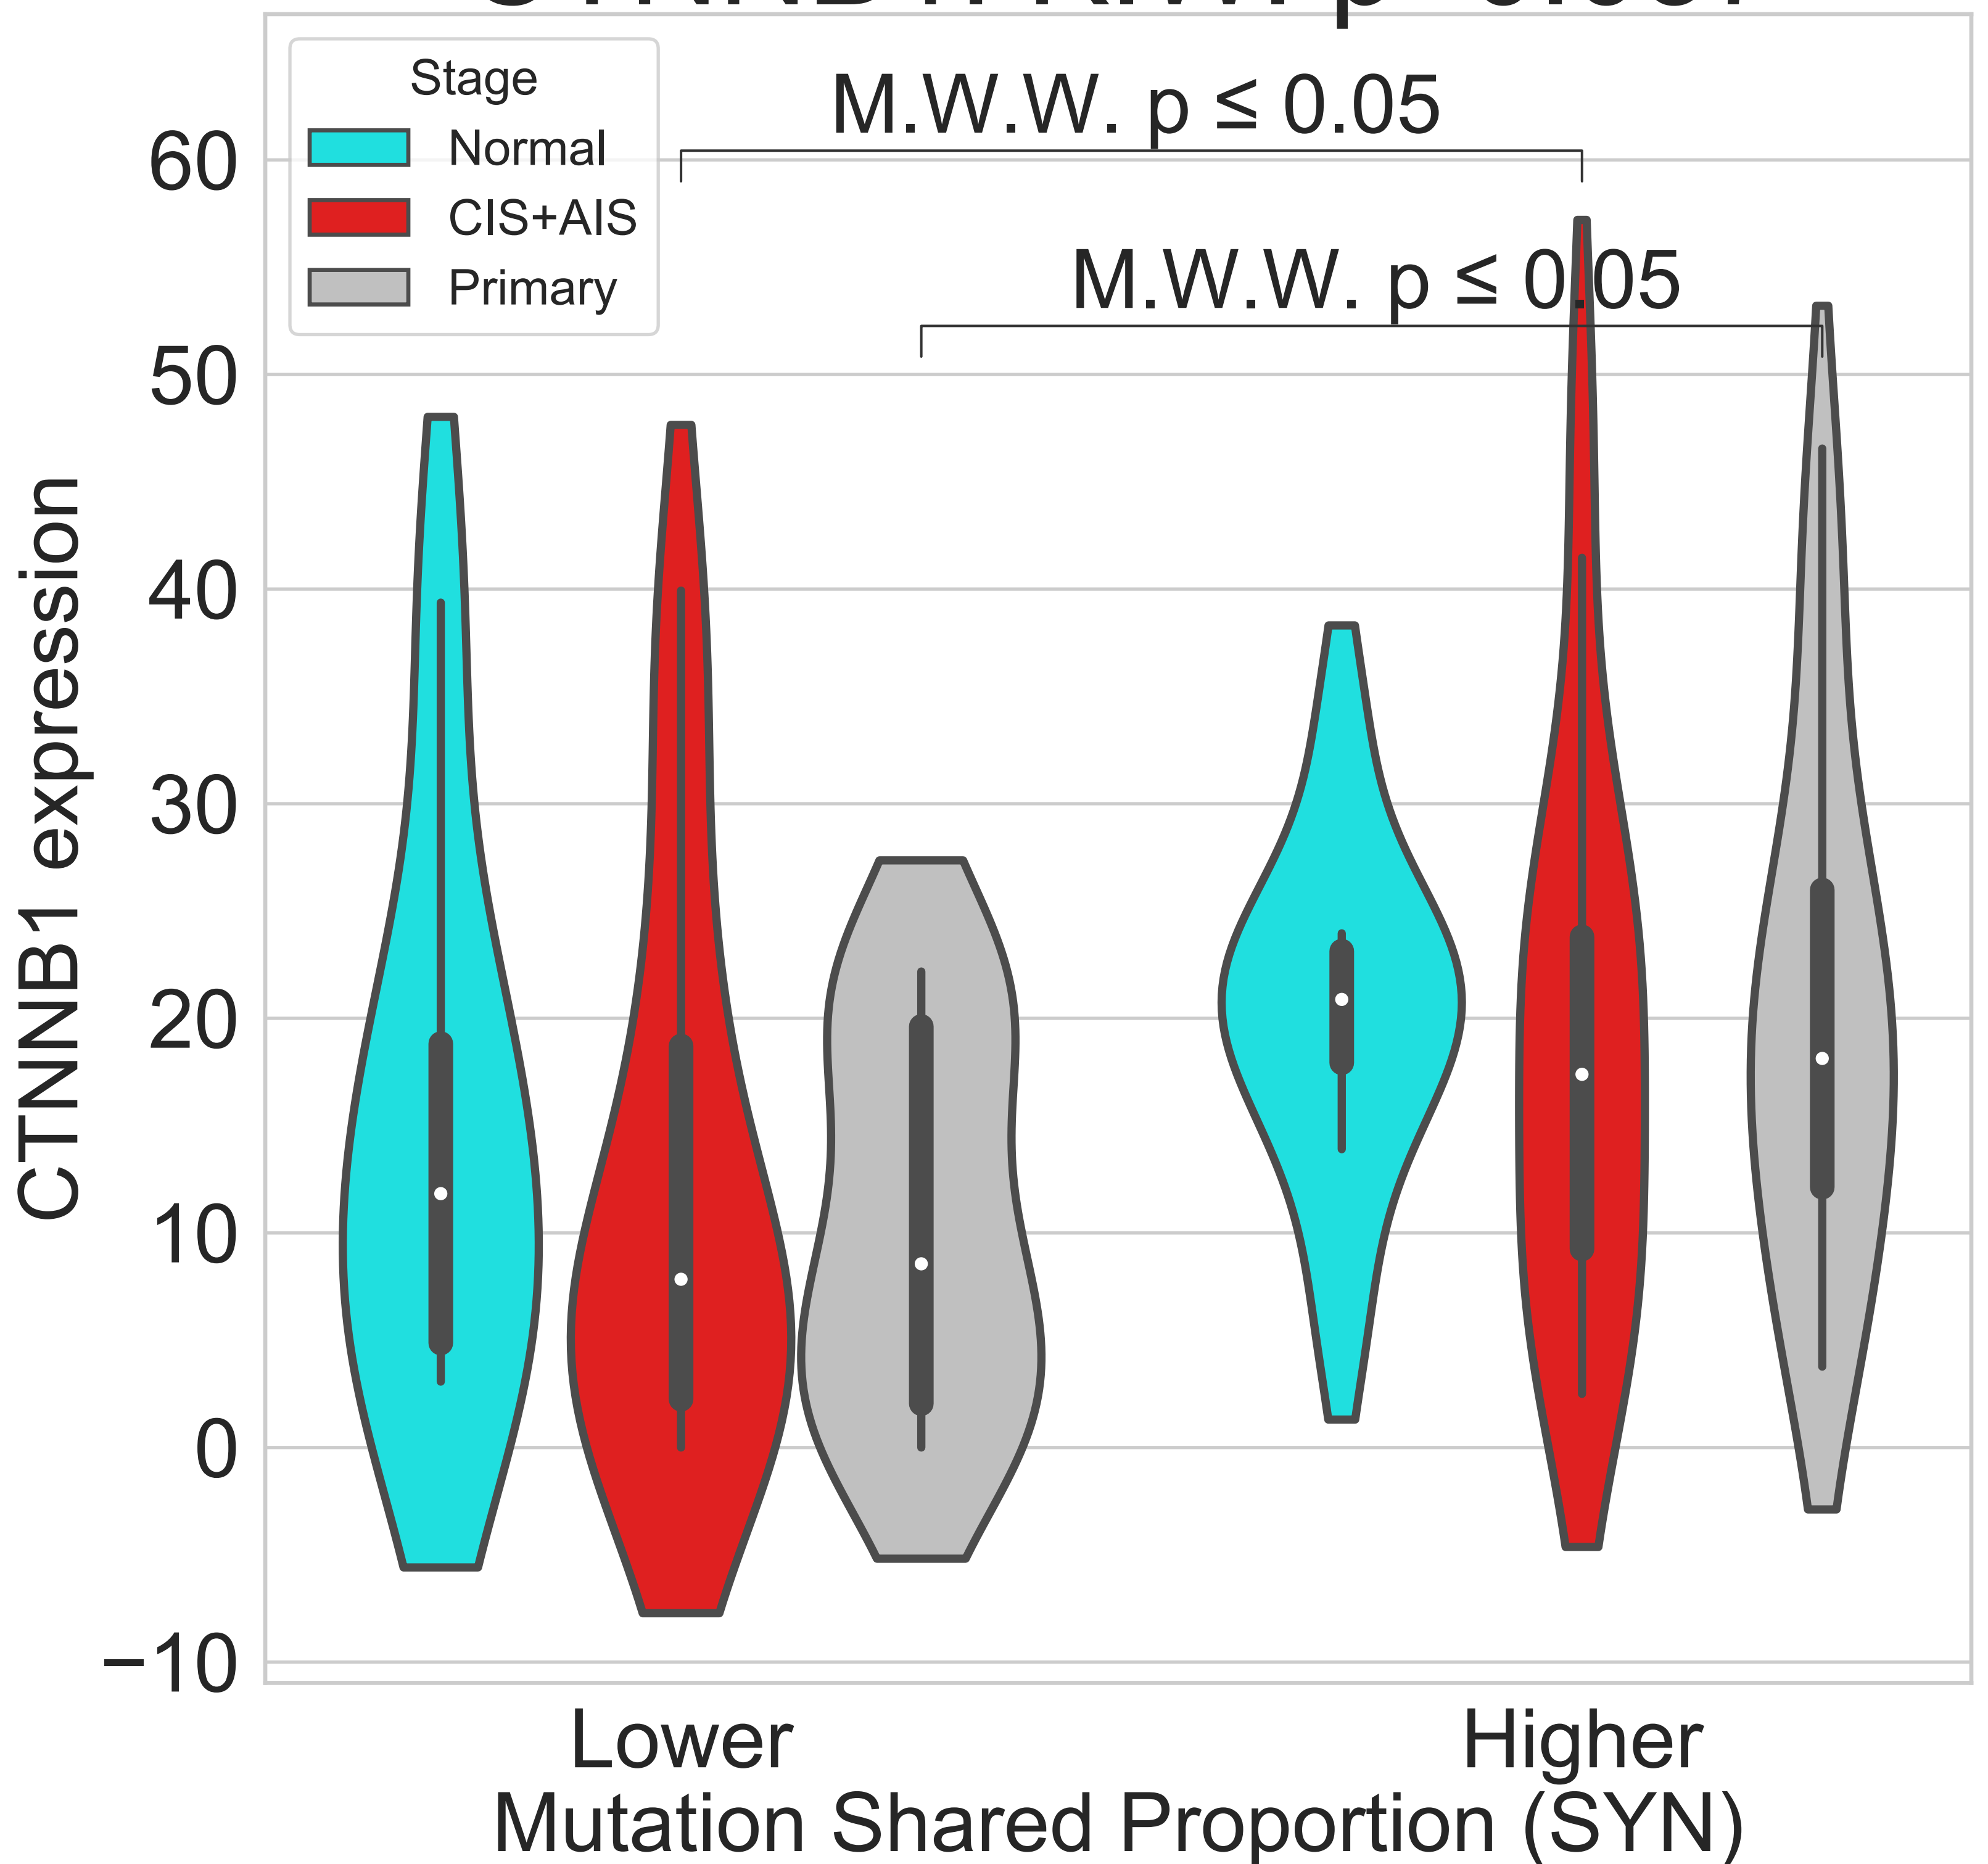 Stage
Normal
CIS+AIS
Primary
M.W.W. p ≤ 0.05
M.W.W. p ≤ 0.05
60
50
40
30
20
10
0
−10
CTNNB1 expression
Lower
Higher
Mutation Shared Proportion (SYN)